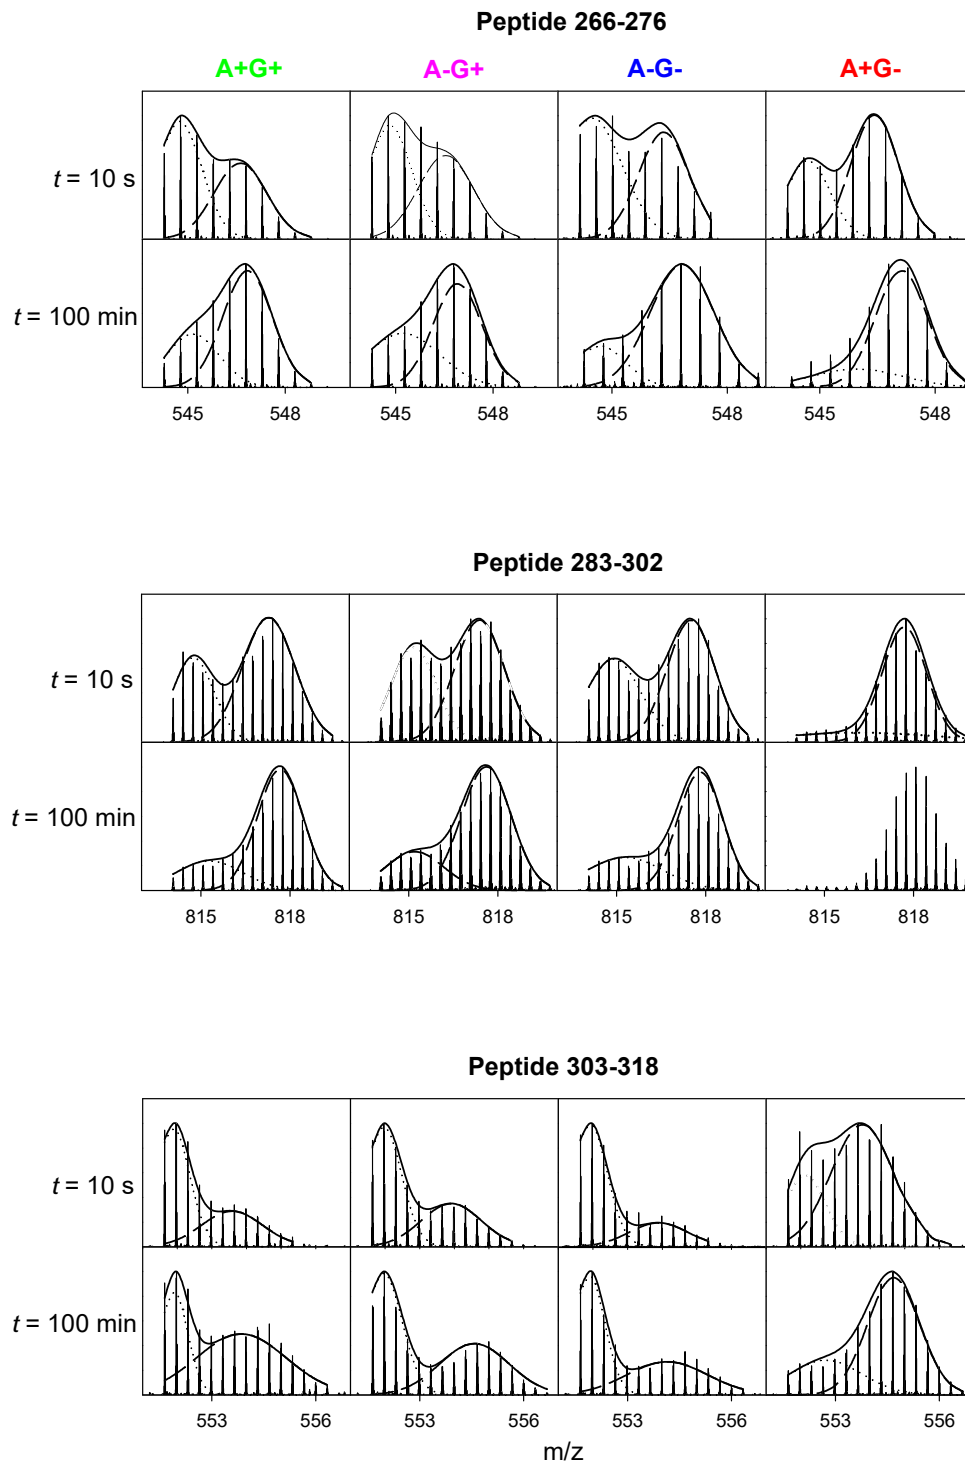 Peptide 266-276
A+G+ A-G+ A-G- A+G-
t = 10 s
t = 100 min
545 548 545 548 545 548 545 548
Peptide 283-302
t = 10 s
t = 100 min
815 818 815 818 815 818 815 818
Peptide 303-318
t = 10 s
t = 100 min
553 556 553 556 553 556 553 556
m/z